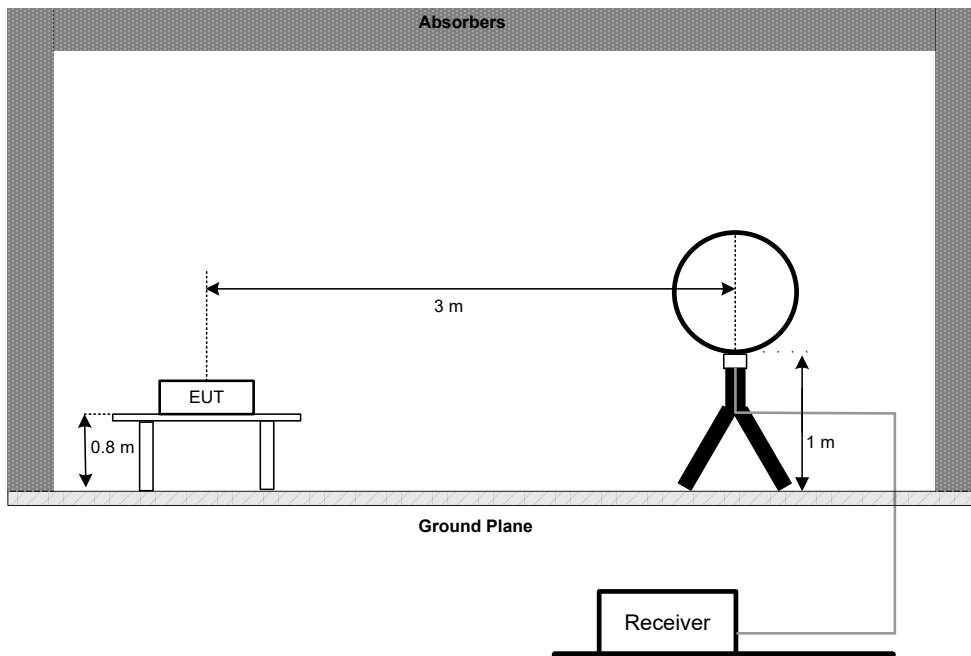 Absorbers
3 m
EUT
0.8 m
1 m
Ground Plane
Receiver